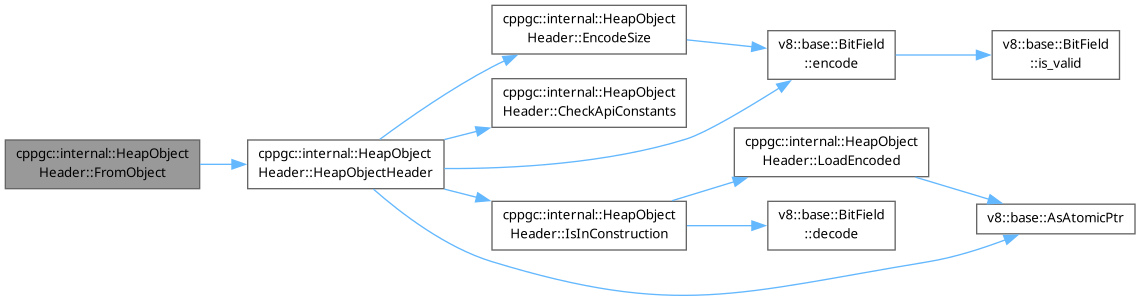 cppgc::internal::HeapObject
Header::FromObject
cppgc::internal::HeapObject
Header::HeapObjectHeader
cppgc::internal::HeapObject
Header::EncodeSize
cppgc::internal::HeapObject
Header::CheckApiConstants
cppgc::internal::HeapObject
Header::IsInConstruction
v8::base::BitField
::encode
cppgc::internal::HeapObject
Header::LoadEncoded
v8::base::BitField
::decode
v8::base::BitField
::is_valid
v8::base::AsAtomicPtr